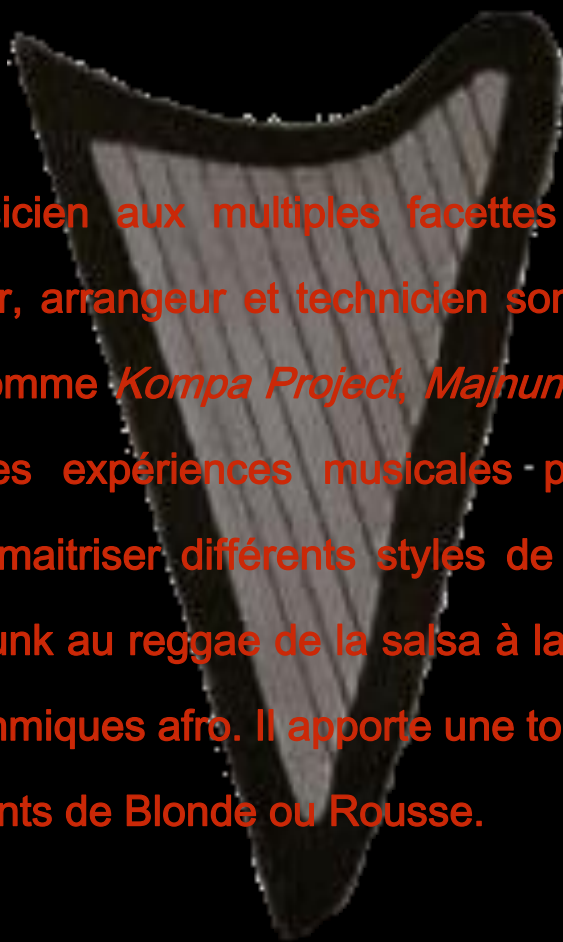 icien aux multiples facettes
r, arrangeur et technicien son
omme Kompa Project, Majnun
es expériences musicales p
maitriser différents styles de
unk au reggae de la salsa à la
miques afro. Il apporte une to
nts de Blonde ou Rousse.